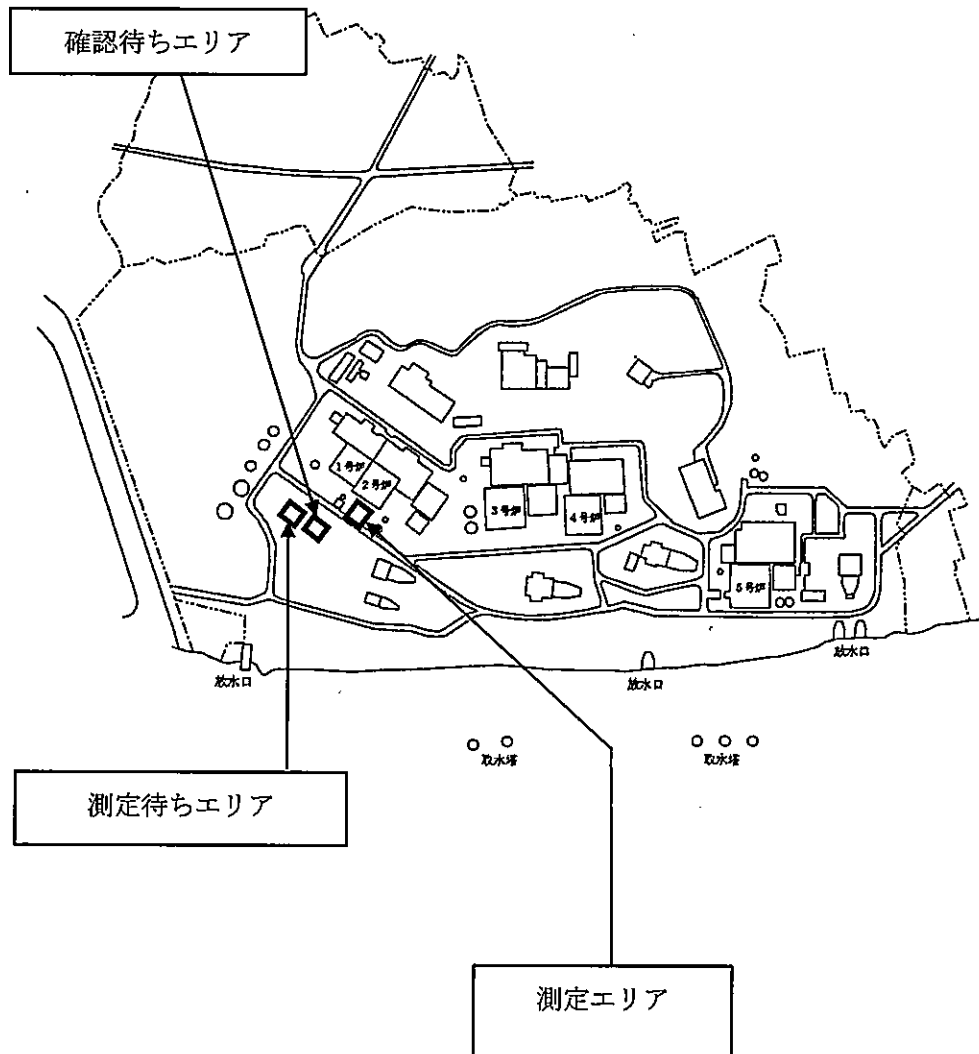 確認待ちエリア
1号炉
2号炉
3号炉
4号炉
5号炉
放水口
放水口
放水口
取水塔
取水塔
測定待ちエリア
測定エリア